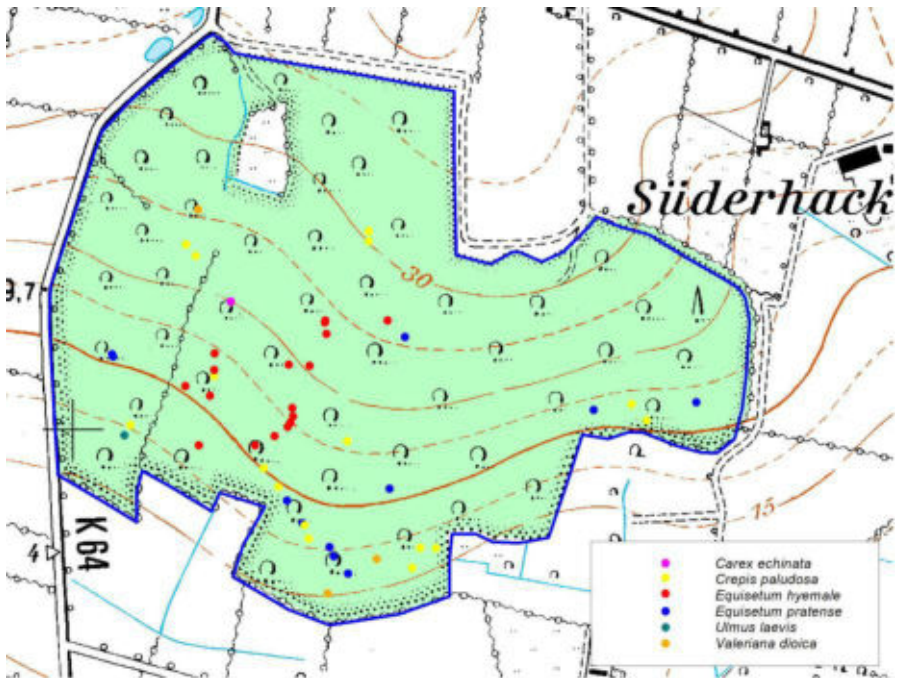 Süderhack
30
9,7
15
K 64
4
Carex echinata
Crepis paludosa
Equisetum hyemale
Equisetum pratense
Ulmus laevis
Valeriana dioica